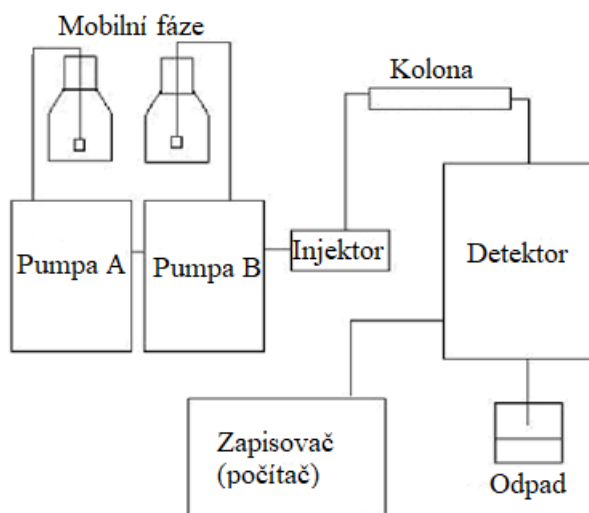 Mobilní fáze
Kolona
Pumpa A
Pumpa B
Injektor
Detektor
Zapisovač
(počítač)
Odpad